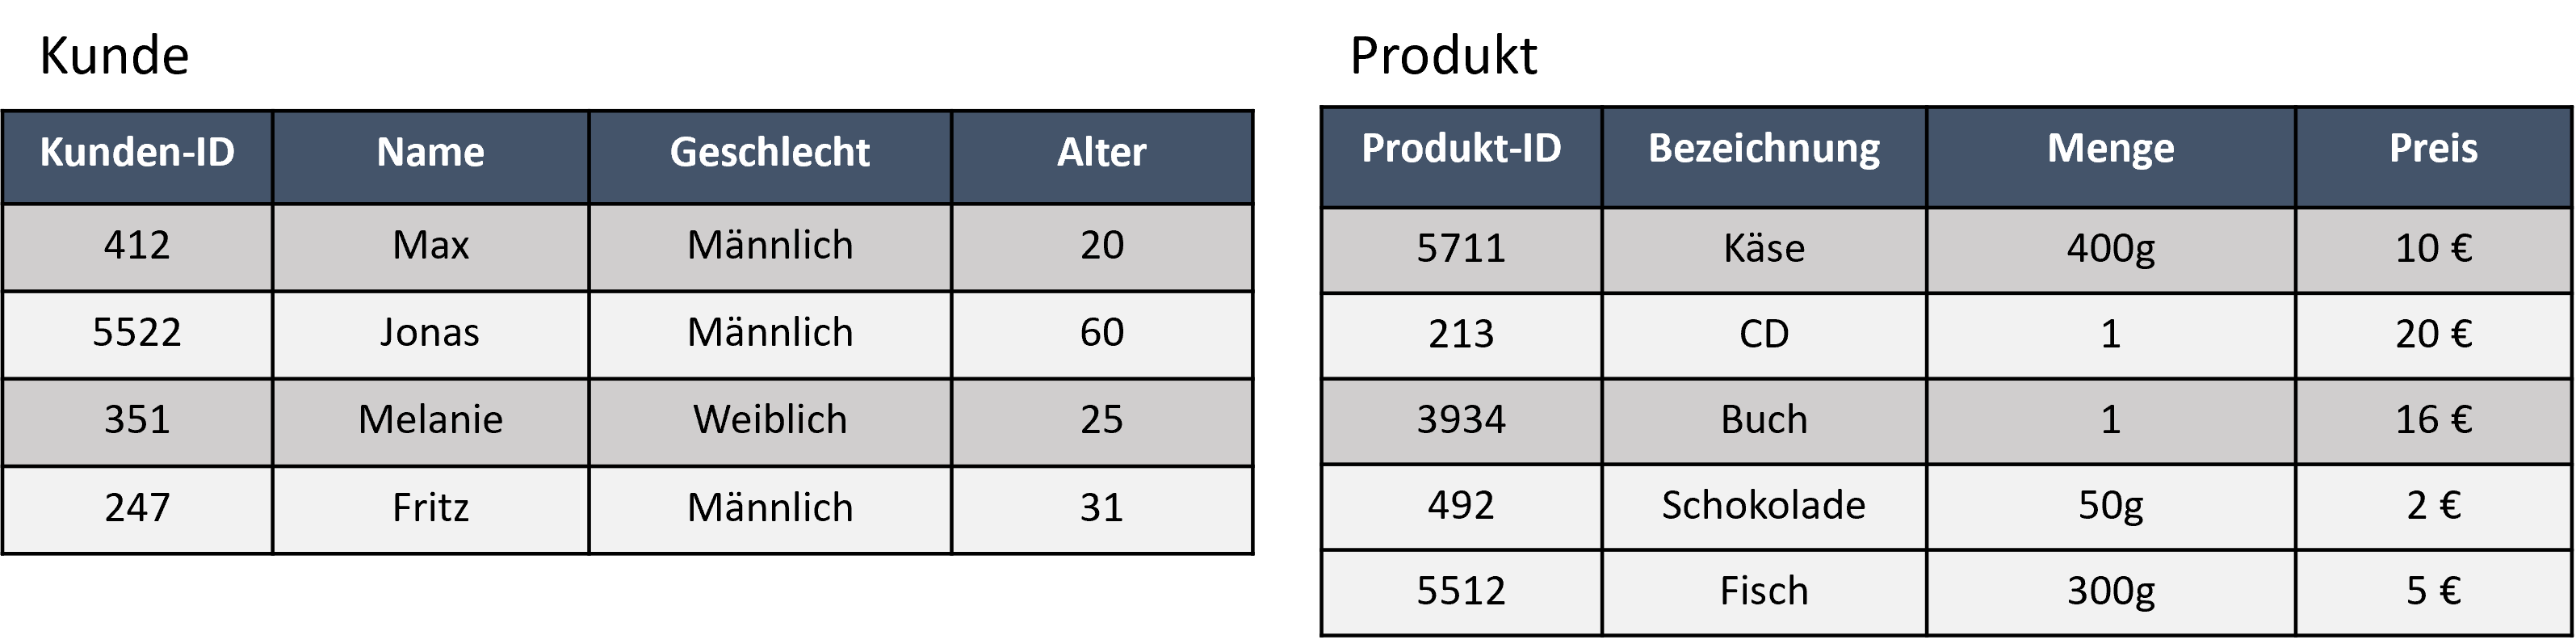 Kunde
Kunden-ID Name Geschlecht Alter
412 Max Männlich 20
5522 Jonas Männlich 60
351 Melanie Weiblich 25
247 Fritz Männlich 31
Produkt
Produkt-ID Bezeichnung Menge Preis
5711 Käse 400g 10 €
213 CD 1 20 €
3934 Buch 1 16 €
492 Schokolade 50g 2 €
5512 Fisch 300g 5 €